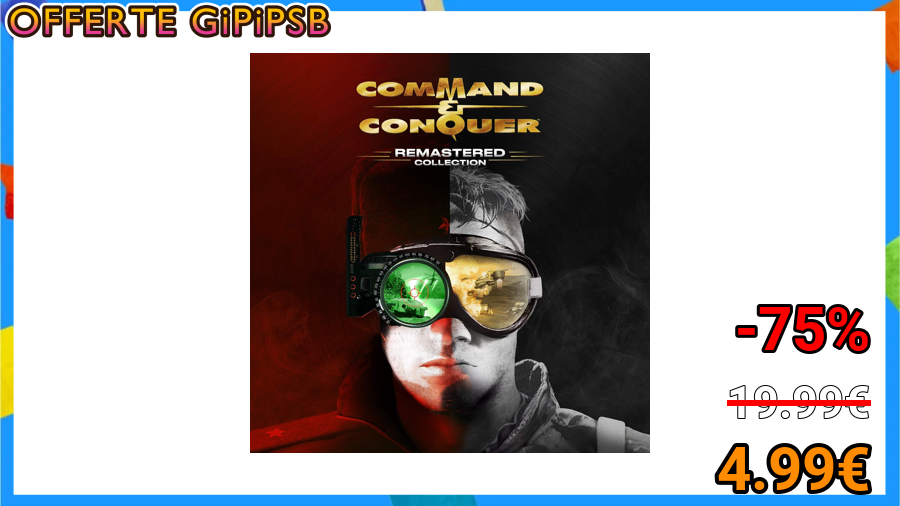 OFFERTE GiPiPSB
COMMAND
&
CONQUER
REMASTERED
COLLECTION
-75%
19.99€
4.99€